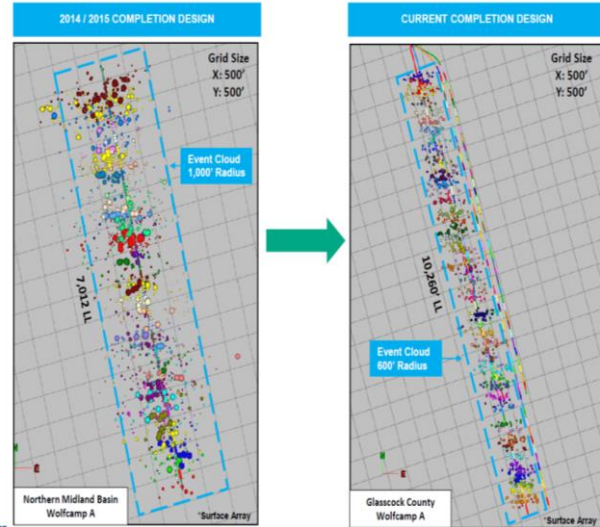 2014 / 2015 COMPLETION DESIGN
Grid Size
X: 500'
Y: 500'
Event Cloud
1,000' Radius
7,012 LL
N
E
Northern Midland Basin
Wolfcamp A
*Surface Array
CURRENT COMPLETION DESIGN
Grid Size
X: 500'
Y: 500'
10,260' LL
Event Cloud
600' Radius
E
Glasscock County
Wolfcamp A
*Surface Array